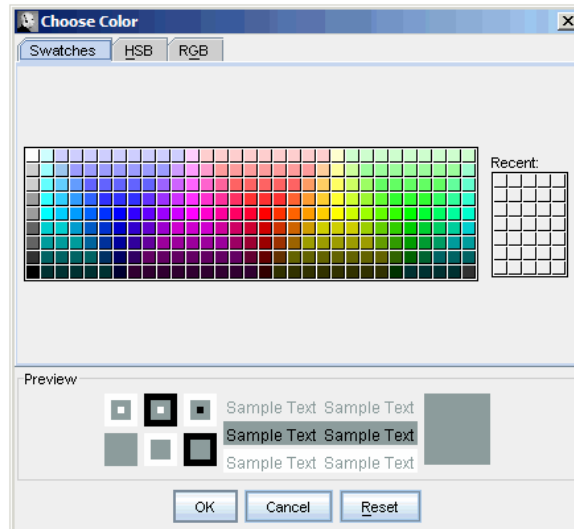 Choose Color
Swatches HSB RGB
Recent:
Preview
Sample Text Sample Text
Sample Text Sample Text
Sample Text Sample Text
OK Cancel Reset